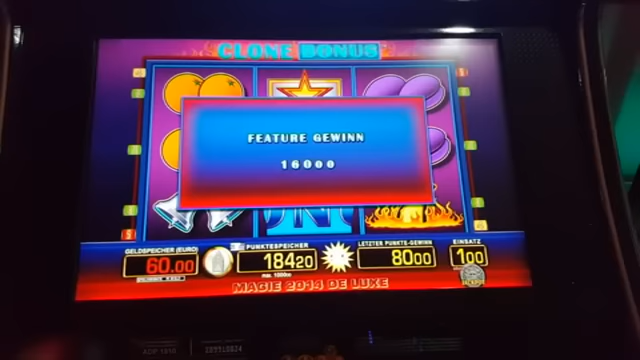 CLONE BONUS
FEATURE GEWINN
16000
GELDSPEICHER (EURO)
60.00
PUNKTESPEICHER
18420
LETZTER PUNKTE-GEWINN
8000
EINSATZ
100
JACKPOT
MAGIE 2014 DE LUXE